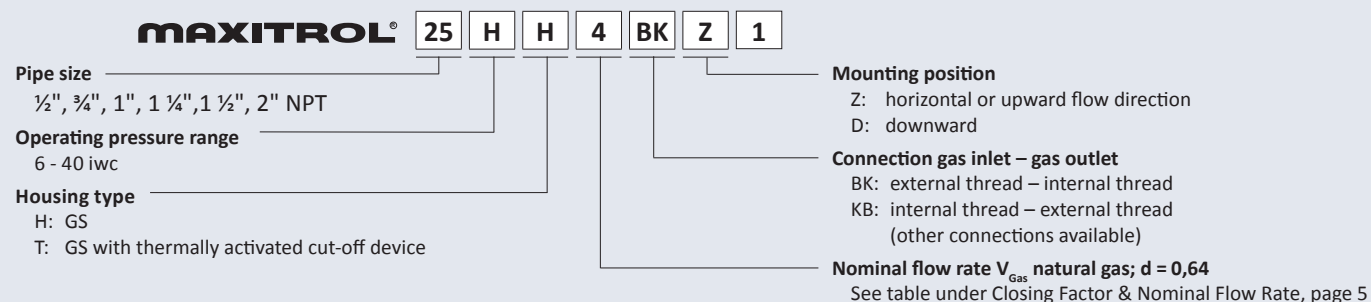 MAXITROL® 25 H H 4 BK Z 1
Pipe size
½", ¾", 1", 1 ¼",1 ½", 2" NPT
Operating pressure range
6 - 40 iwc
Housing type
H: GS
T: GS with thermally activated cut-off device
Mounting position
Z: horizontal or upward flow direction
D: downward
Connection gas inlet – gas outlet
BK: external thread – internal thread
KB: internal thread – external thread
(other connections available)
Nominal flow rate V_Gas natural gas; d = 0,64
See table under Closing Factor & Nominal Flow Rate, page 5